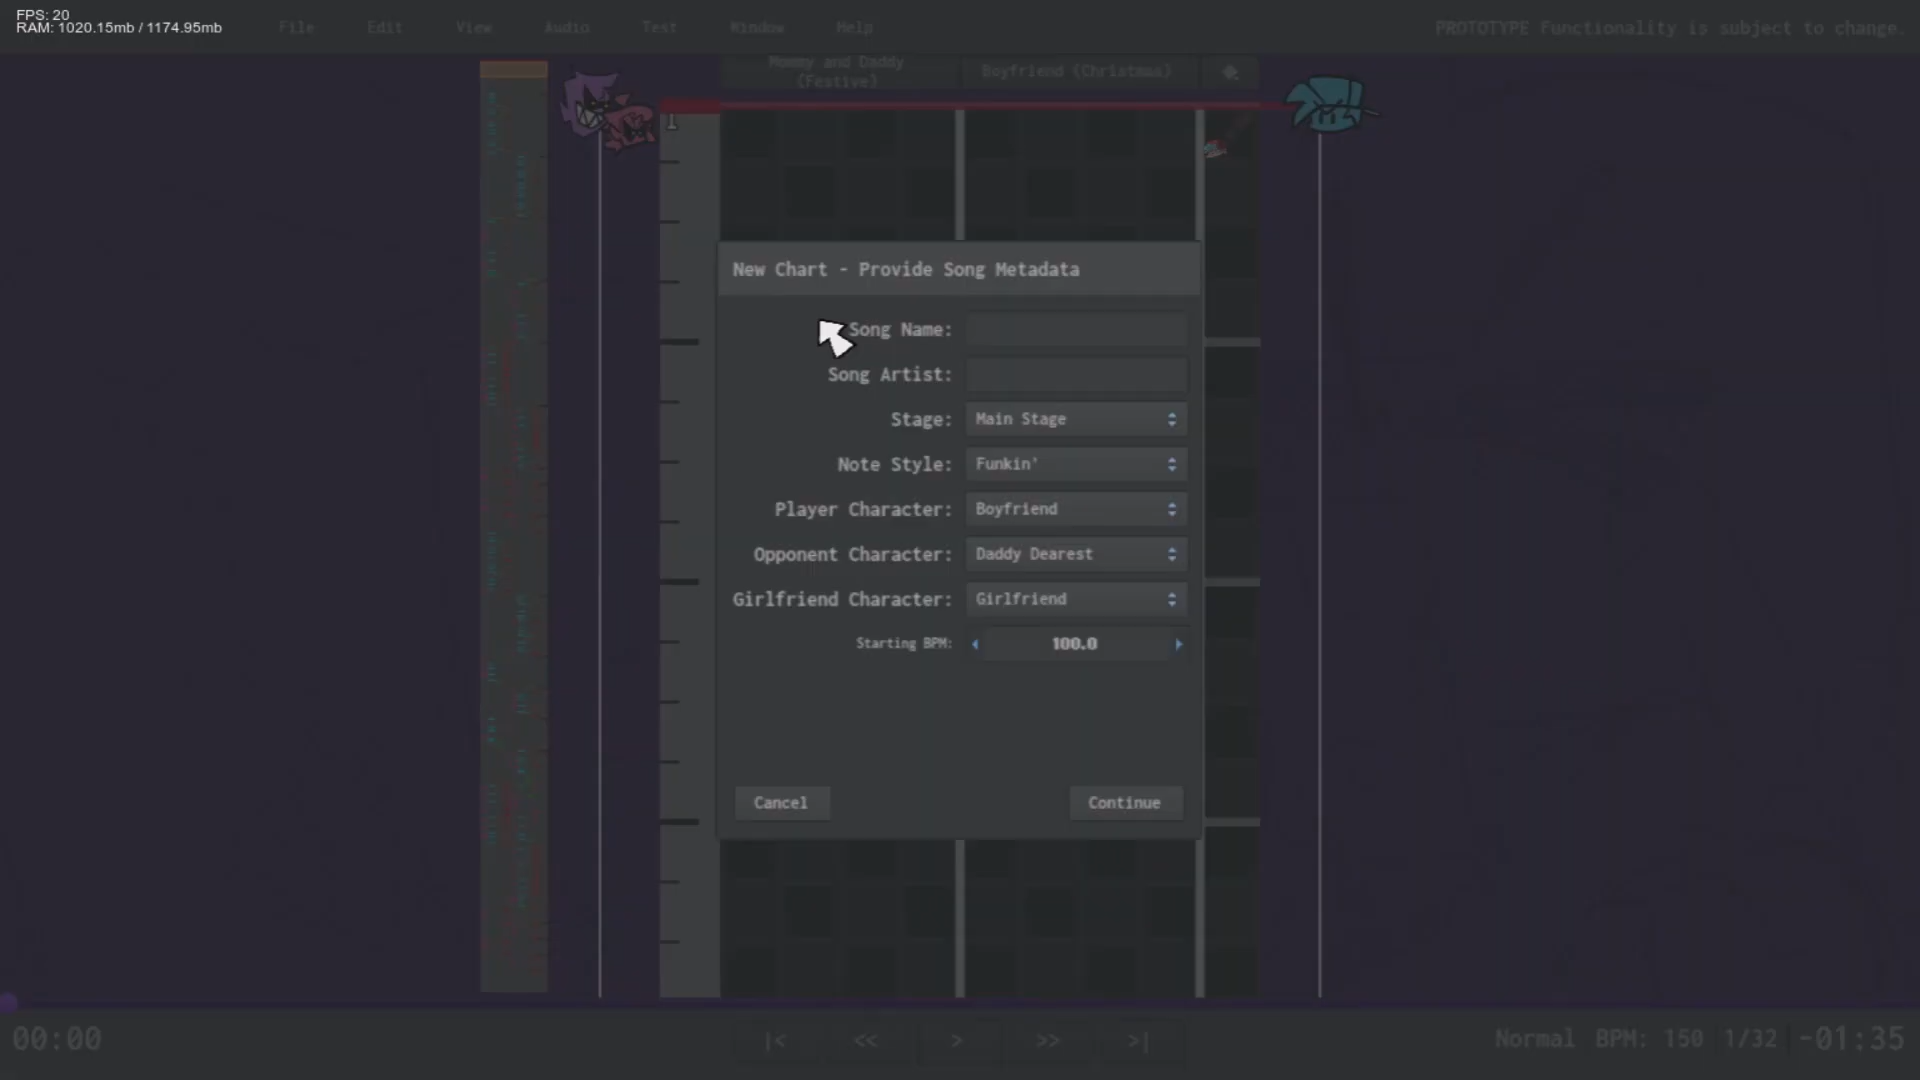 FPS: 20
RAM: 1020.15mb / 1174.95mb
File Edit View Audio Test Window Help
PROTOTYPE Functionality is subject to change.
Mommy and Daddy
(Festive)
Boyfriend (Christmas)
1
New Chart - Provide Song Metadata
Song Name:
Song Artist:
Stage: Main Stage
Note Style: Funkin'
Player Character: Boyfriend
Opponent Character: Daddy Dearest
Girlfriend Character: Girlfriend
Starting BPM: 100.0
Cancel Continue
00:00 |< << > >> >| Normal BPM: 150 1/32 -01:35